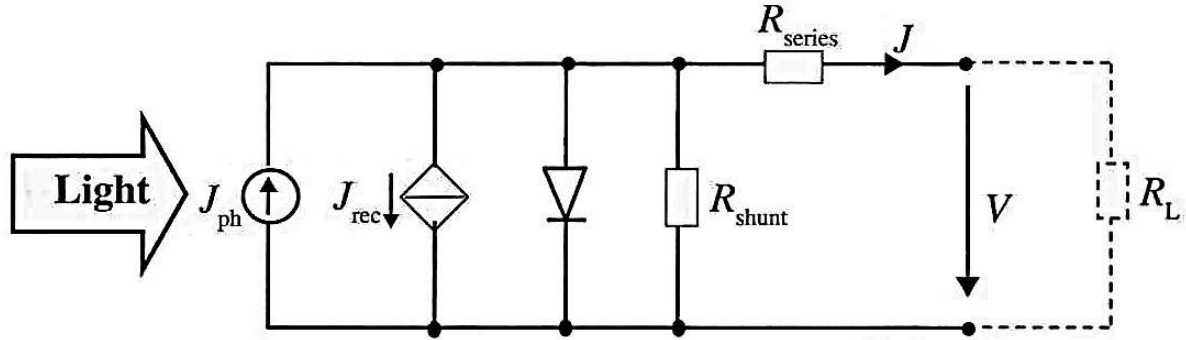 Light
J_ph
J_rec
R_shunt
R_series
J
V
R_L